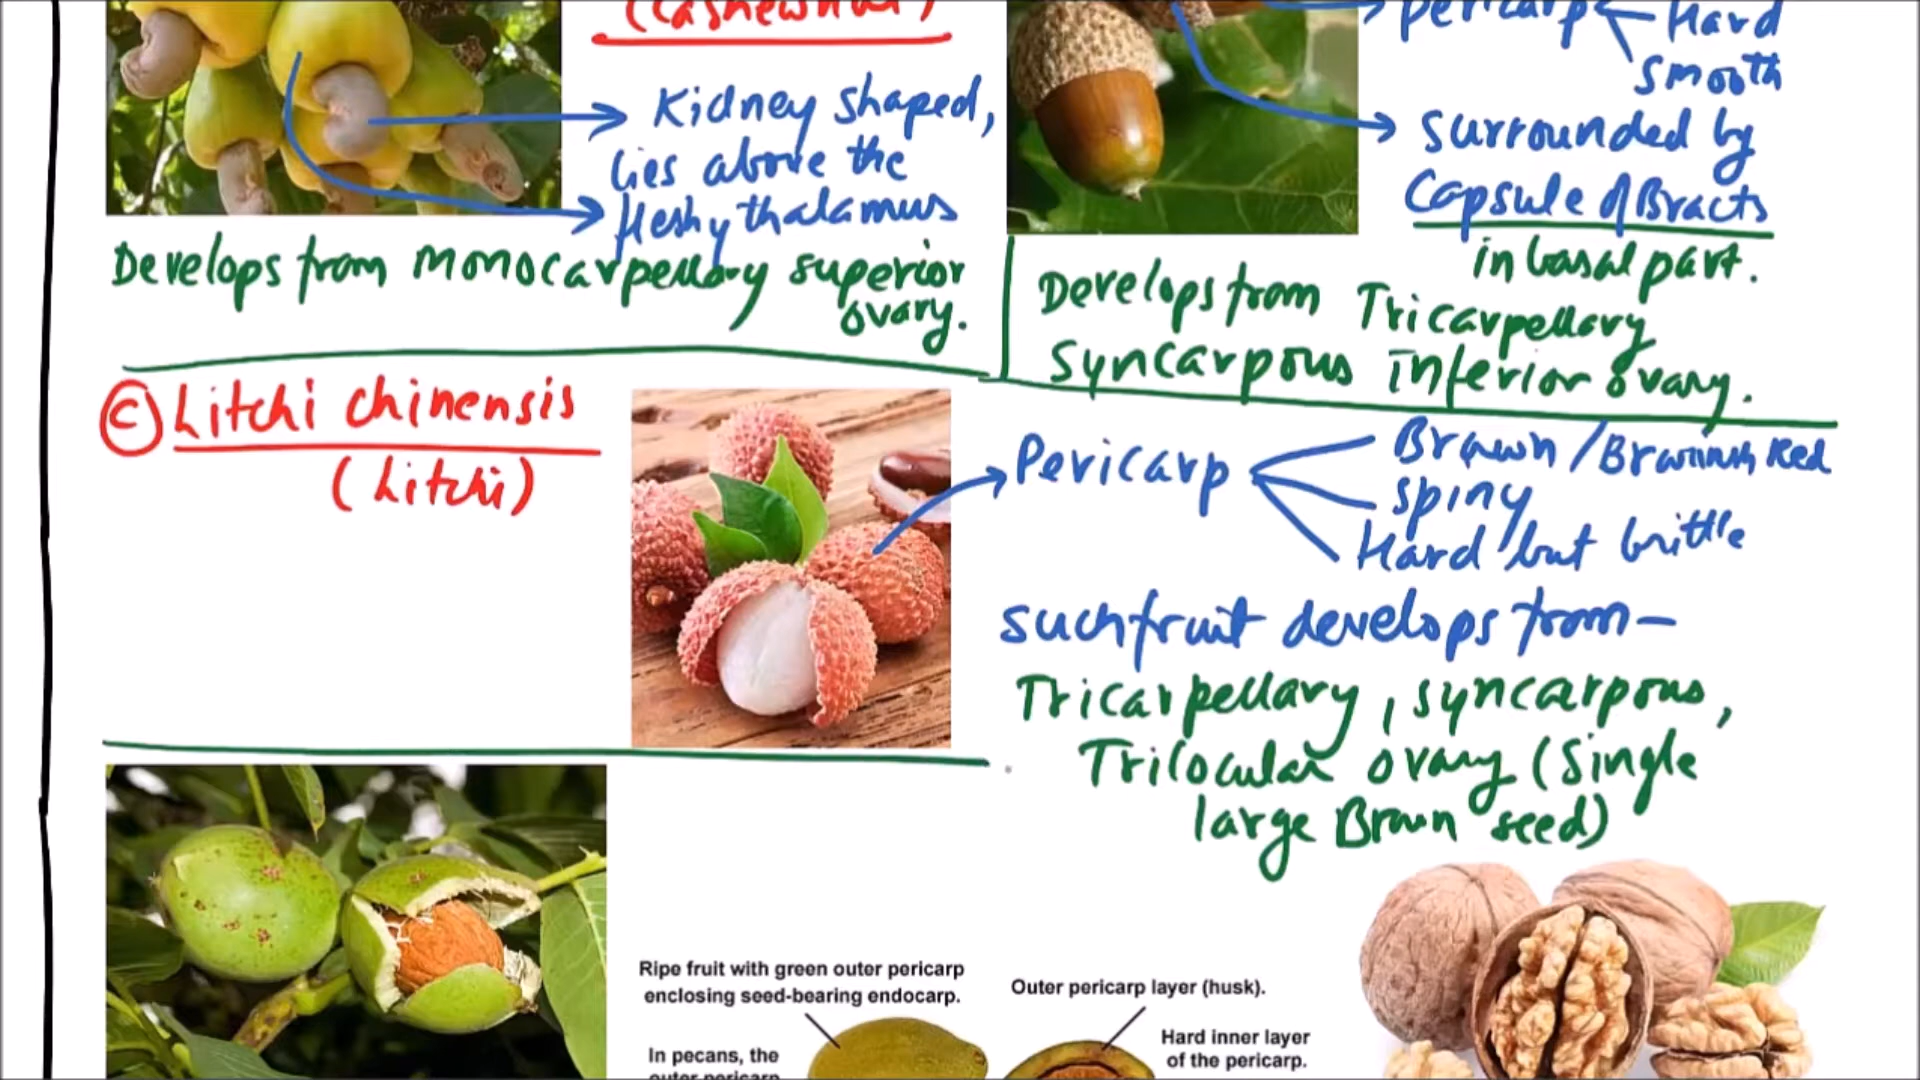 (Cashewnut)
Kidney shaped,
lies above the
fleshy thalamus
Develops from monocarpellary superior
ovary.
Pericarp
Hard
Smooth
Surrounded by
Capsule of Bracts
in basal part.
Develops from Tricarpellary
Syncarpous inferior ovary.
C Litchi chinensis
(Litchi)
Pericarp
Brown / Brownish Red
Spiny
Hard but brittle
such fruit develops from-
Tricarpellary, syncarpous,
Trilocular ovary (Single
large Brown seed)
Ripe fruit with green outer pericarp
enclosing seed-bearing endocarp.
In pecans, the
outer pericarp
Outer pericarp layer (husk).
Hard inner layer
of the pericarp.